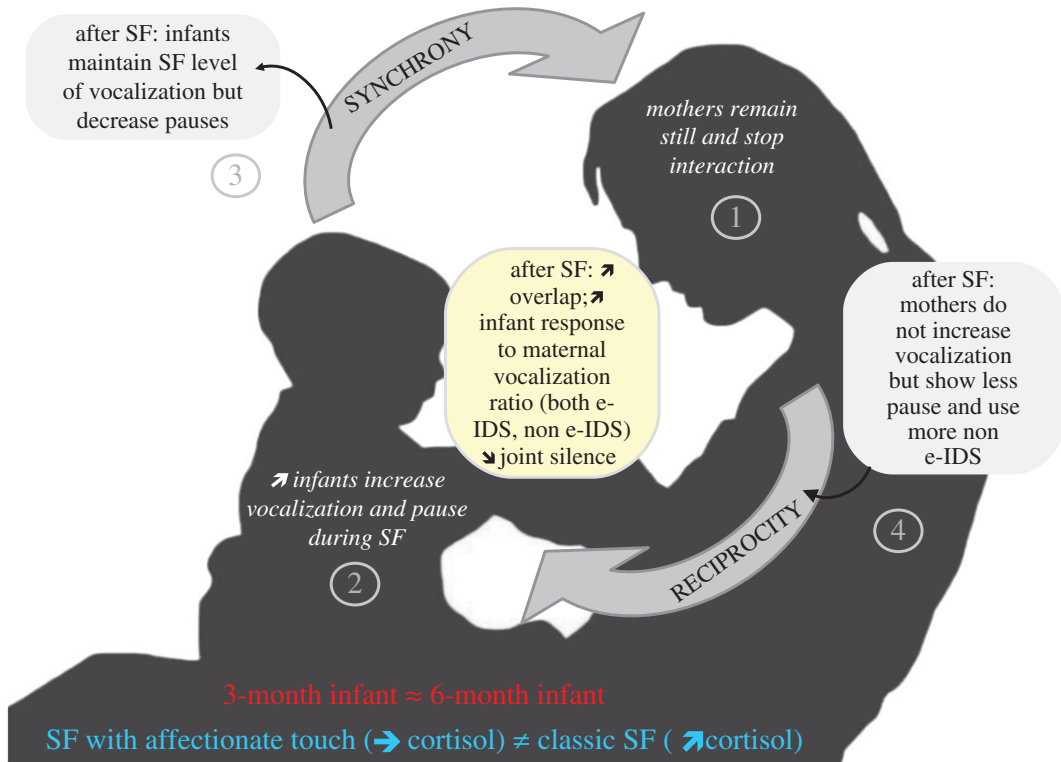 after SF: infants
maintain SF level
of vocalization but
decrease pauses
3
SYNCHRONY
mothers remain
still and stop
interaction
1
after SF: ↗
overlap;↗
infant response
to maternal
vocalization
ratio (both e-
IDS, non e-IDS)
↘ joint silence
after SF:
mothers do
not increase
vocalization
but show less
pause and use
more non
e-IDS
4
↗ infants increase
vocalization and pause
during SF
2
RECIPROCITY
3-month infant ≈ 6-month infant
SF with affectionate touch (→ cortisol) ≠ classic SF ( ↗cortisol)